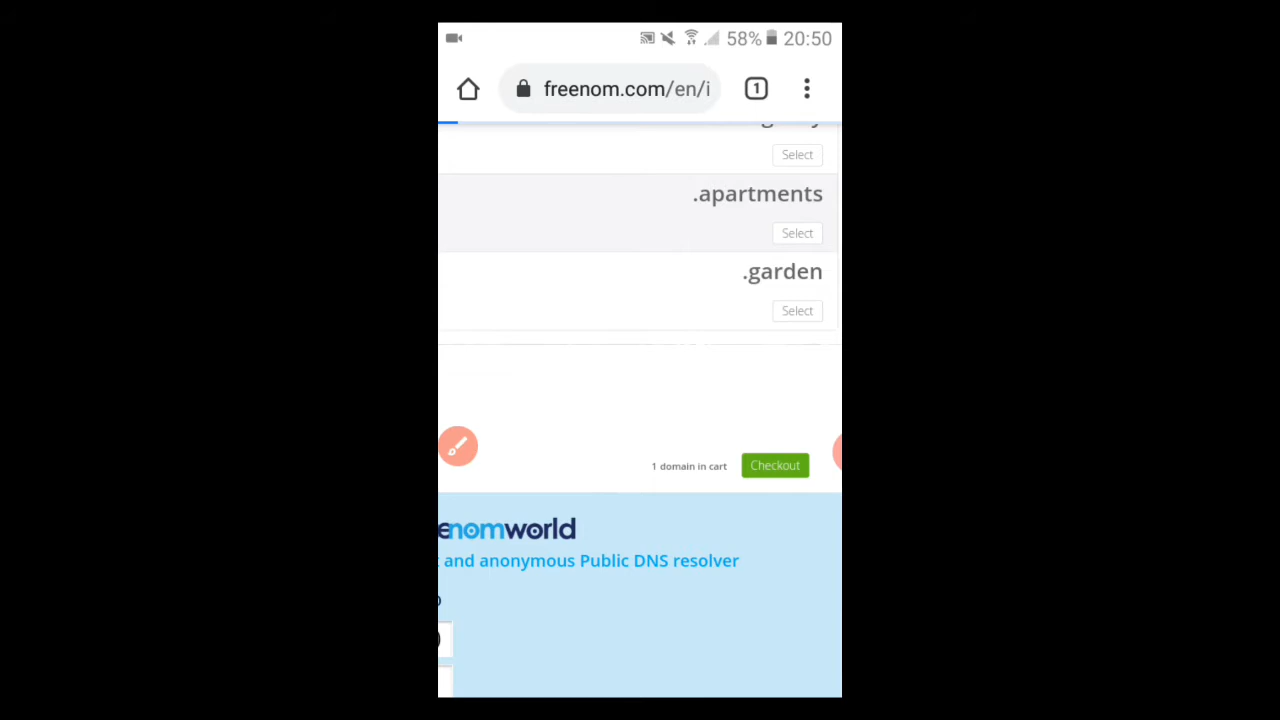 58% 20:50
freenom.com/en/i 1
Select
.apartments
Select
.garden
Select
1 domain in cart Checkout
enomworld
and anonymous Public DNS resolver